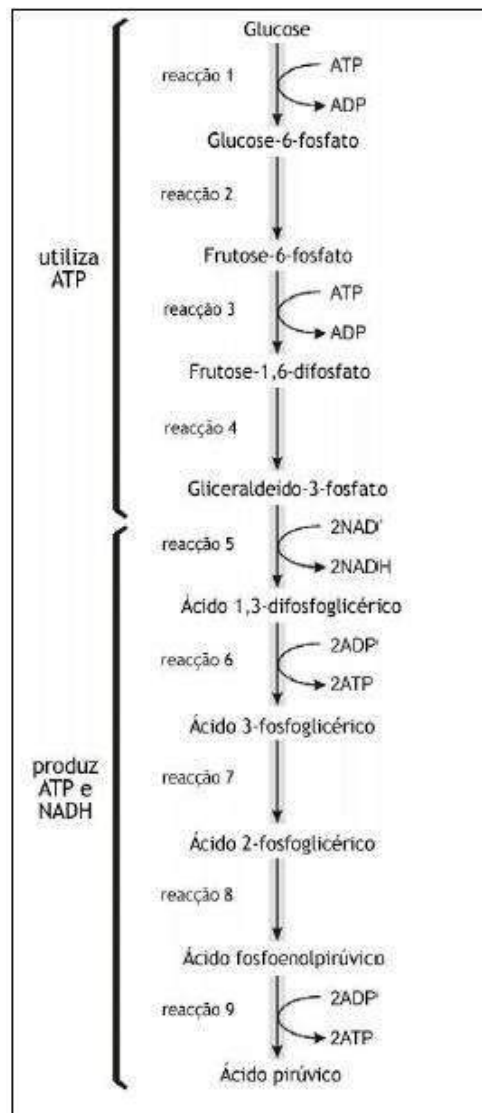 Glucose
reacção 1
ATP
ADP
Glucose-6-fosfato
reacção 2
utiliza
ATP
Frutose-6-fosfato
reacção 3
ATP
ADP
Frutose-1,6-difosfato
reacção 4
Gliceraldeido-3-fosfato
reacção 5
2NAD⁺
2NADH
Ácido 1,3-difosfoglicérico
reacção 6
2ADP
2ATP
Ácido 3-fosfoglicérico
produz
ATP e
NADH
reacção 7
Ácido 2-fosfoglicérico
reacção 8
Ácido fosfoenolpirúvico
reacção 9
2ADP
2ATP
Ácido pirúvico